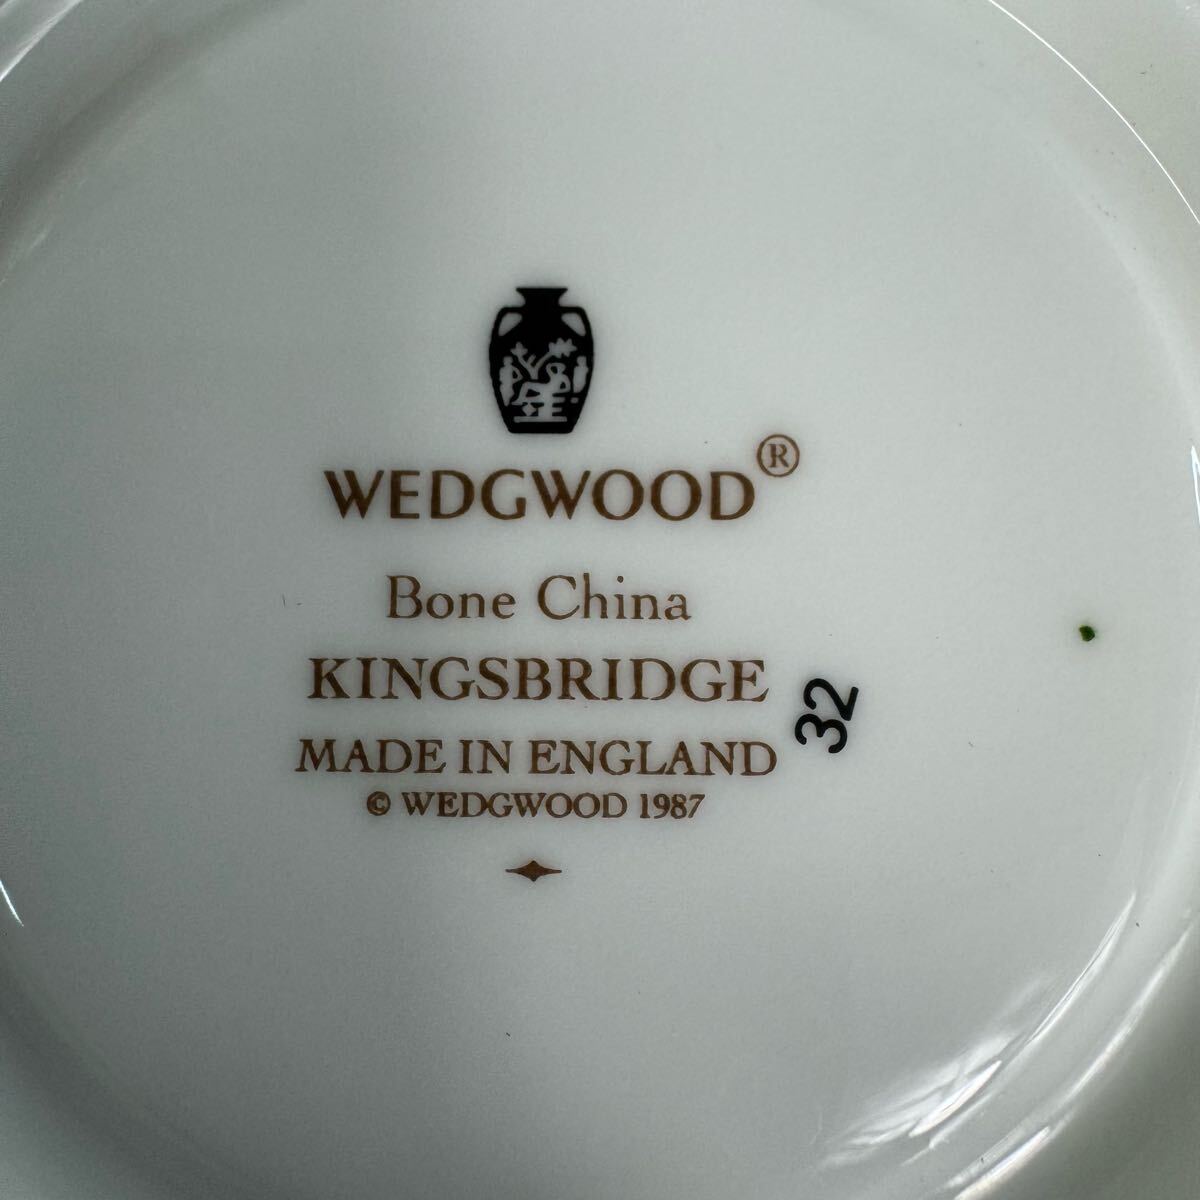 WEDGWOOD®
Bone China
KINGSBRIDGE
MADE IN ENGLAND
© WEDGWOOD 1987
32